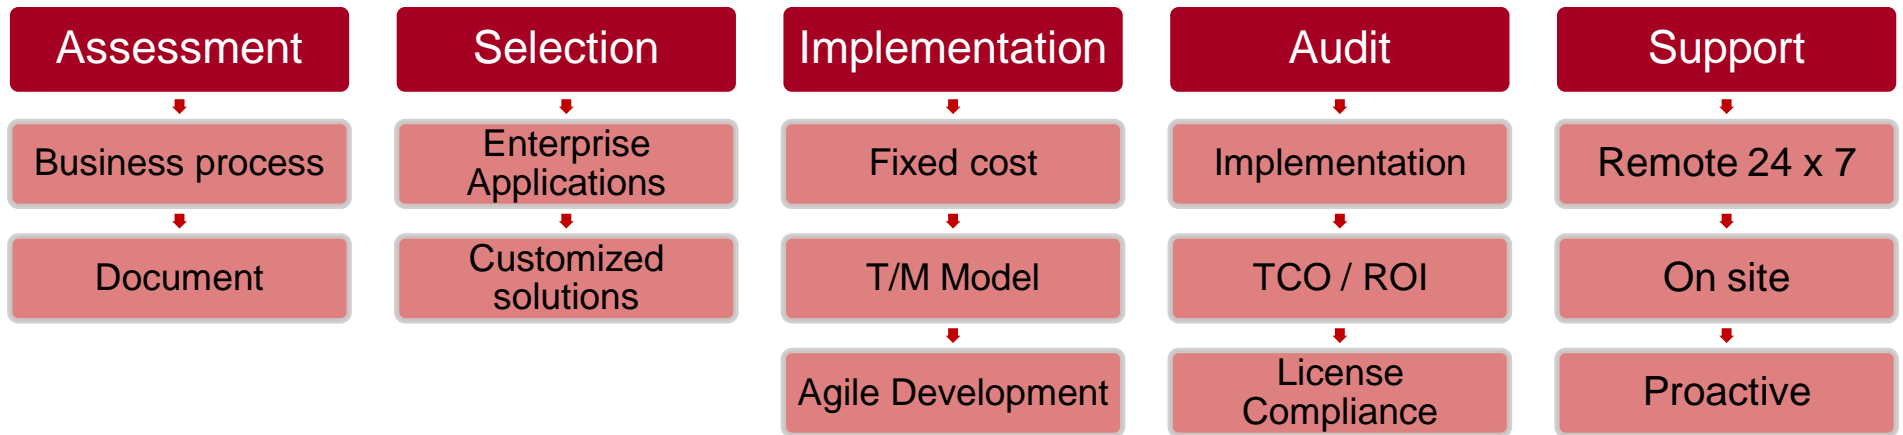 Assessment
Business process
Document
Selection
Enterprise
Applications
Customized
solutions
Implementation
Fixed cost
T/M Model
Agile Development
Audit
Implementation
TCO / ROI
License
Compliance
Support
Remote 24 x 7
On site
Proactive